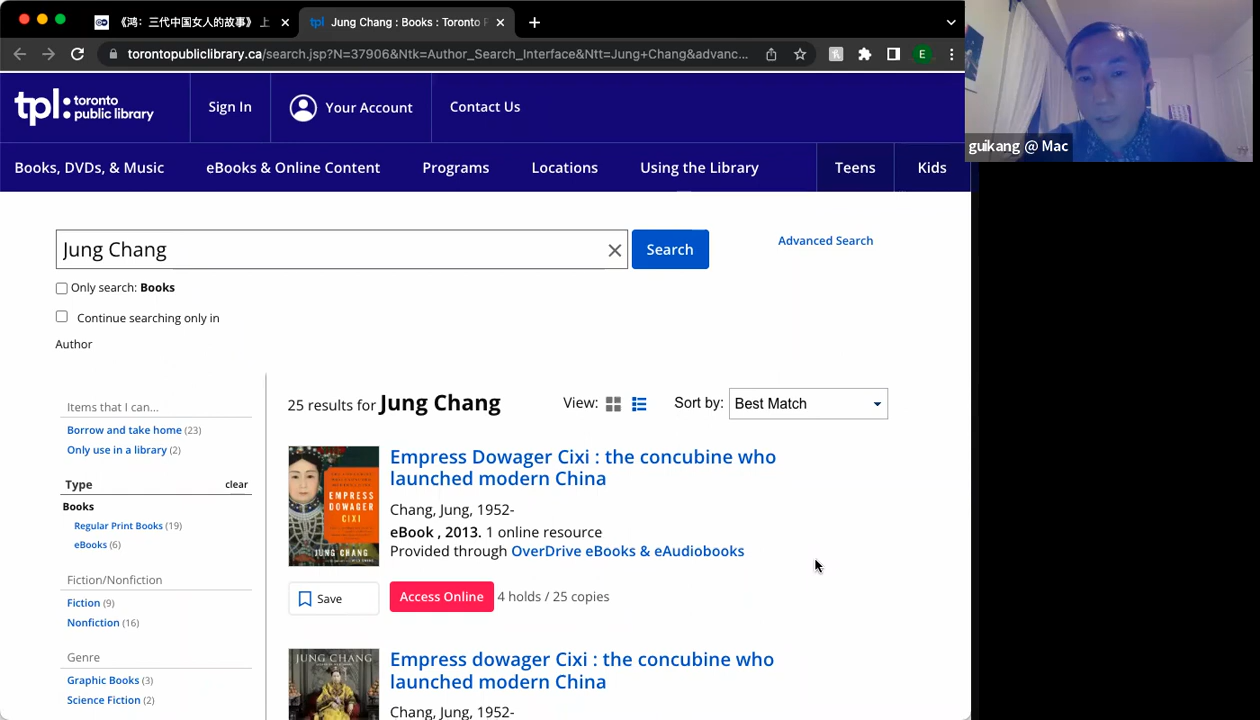 《鸿：三代中国女人的故事》上
Jung Chang : Books : Toronto P
torontopubliclibrary.ca/search.jsp?N=37906&Ntk=Author_Search_Interface&Ntt=Jung+Chang&advanc...
E
tpl: toronto public library
Sign In
Your Account
Contact Us
guikang @ Mac
Books, DVDs, & Music
eBooks & Online Content
Programs
Locations
Using the Library
Teens
Kids
Jung Chang
Search
Advanced Search
Only search: Books
Continue searching only in
Author
Items that I can...
Borrow and take home (23)
Only use in a library (2)
Type clear
Books
Regular Print Books (19)
eBooks (6)
Fiction/Nonfiction
Fiction (9)
Nonfiction (16)
Genre
Graphic Books (3)
Science Fiction (2)
25 results for Jung Chang
View:
Sort by: Best Match
EMPRESS
DOWAGER
CIXI
JUNG CHANG
Empress Dowager Cixi : the concubine who
launched modern China
Chang, Jung, 1952-
eBook , 2013. 1 online resource
Provided through OverDrive eBooks & eAudiobooks
Save
Access Online
4 holds / 25 copies
JUNG CHANG
Empress dowager Cixi : the concubine who
launched modern China
Chang, Jung, 1952-